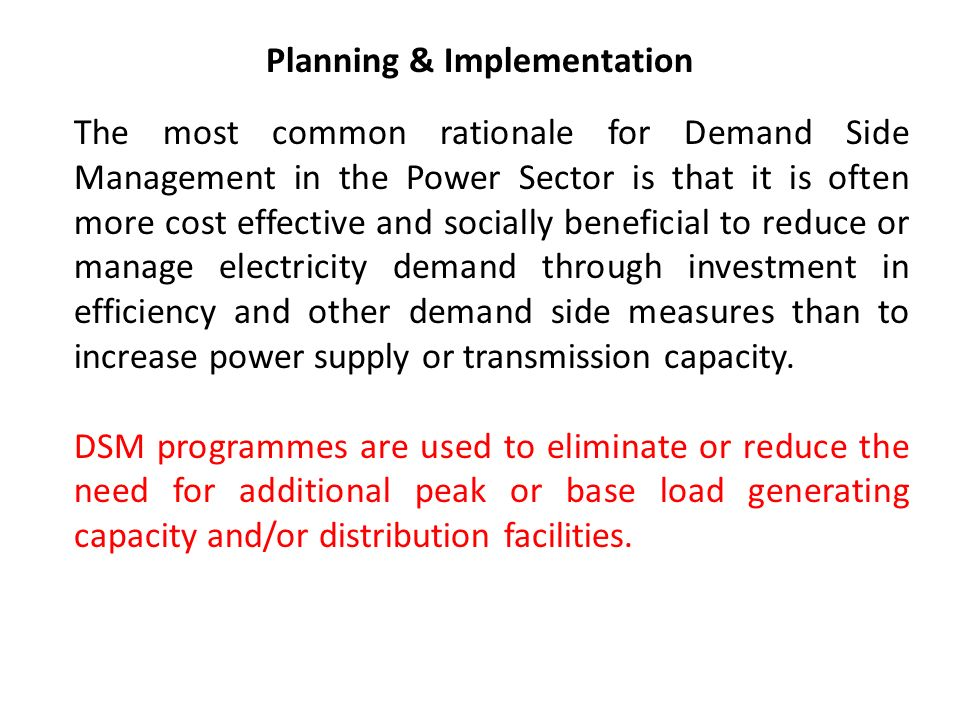 Planning & Implementation
The most common rationale for Demand Side
Management in the Power Sector is that it is often
more cost effective and socially beneficial to reduce or
manage electricity demand through investment in
efficiency and other demand side measures than to
increase power supply or transmission capacity.
DSM programmes are used to eliminate or reduce the
need for additional peak or base load generating
capacity and/or distribution facilities.